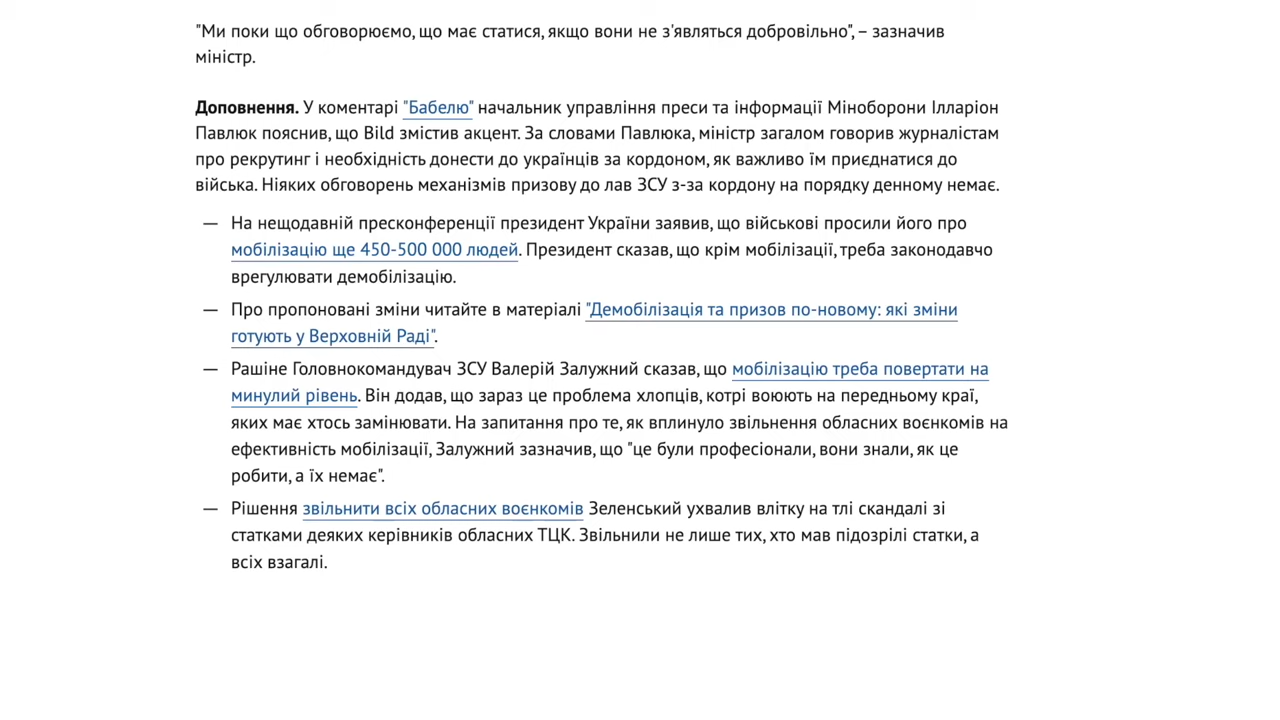 "Ми поки що обговорюємо, що має статися, якщо вони не з'являться добровільно", – зазначив
міністр.
Доповнення. У коментарі "Бабелю" начальник управління преси та інформації Міноборони Ілларіон
Павлюк пояснив, що Bild змістив акцент. За словами Павлюка, міністр загалом говорив журналістам
про рекрутинг і необхідність донести до українців за кордоном, як важливо їм приєднатися до
війська. Ніяких обговорень механізмів призову до лав ЗСУ з-за кордону на порядку денному немає.
— На нещодавній пресконференції президент України заявив, що військові просили його про
мобілізацію ще 450-500 000 людей. Президент сказав, що крім мобілізації, треба законодавчо
врегулювати демобілізацію.
— Про пропоновані зміни читайте в матеріалі "Демобілізація та призов по-новому: які зміни
готують у Верховній Раді".
— Рашіне Головнокомандувач ЗСУ Валерій Залужний сказав, що мобілізацію треба повертати на
минулий рівень. Він додав, що зараз це проблема хлопців, котрі воюють на передньому краї,
яких має хтось замінювати. На запитання про те, як вплинуло звільнення обласних воєнкомів на
ефективність мобілізації, Залужний зазначив, що "це були професіонали, вони знали, як це
робити, а їх немає".
— Рішення звільнити всіх обласних воєнкомів Зеленський ухвалив влітку на тлі скандалі зі
статками деяких керівників обласних ТЦК. Звільнили не лише тих, хто мав підозрілі статки, а
всіх взагалі.